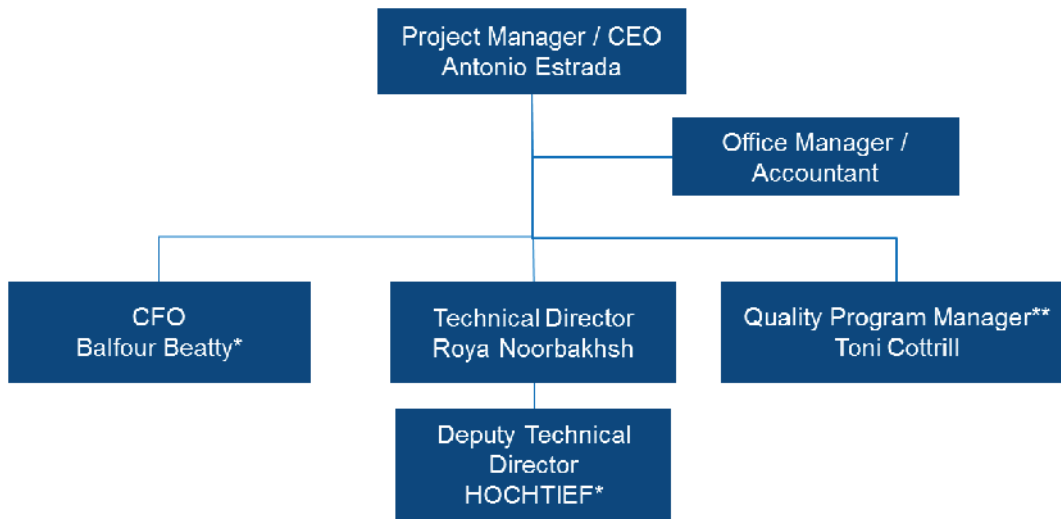 Project Manager / CEO
Antonio Estrada
Office Manager /
Accountant
CFO
Balfour Beatty*
Technical Director
Roya Noorbakhsh
Quality Program Manager**
Toni Cottrill
Deputy Technical
Director
HOCHTIEF*